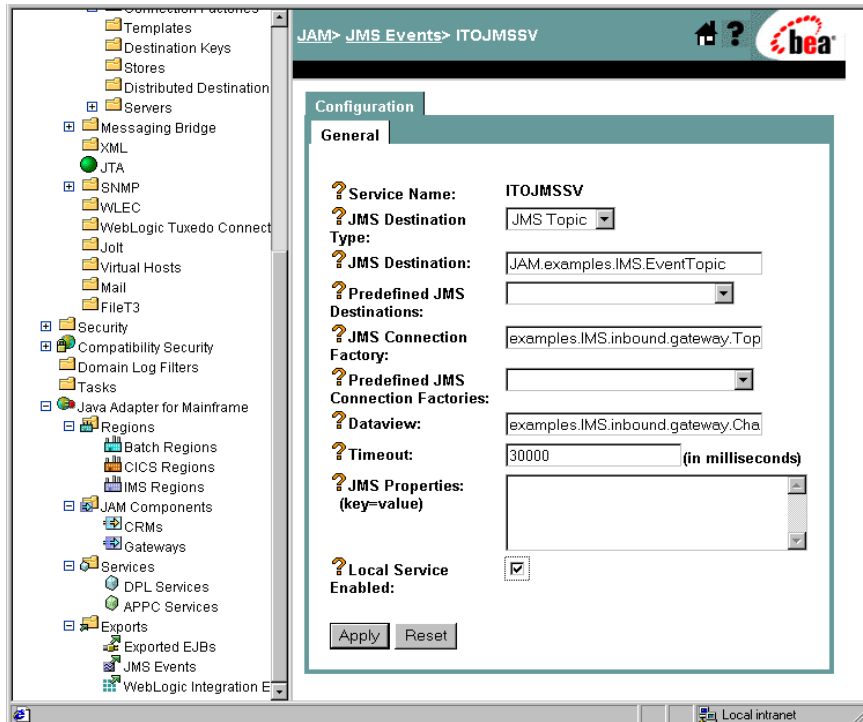 Connection Factories
Templates
Destination Keys
Stores
Distributed Destination
Servers
Messaging Bridge
XML
JTA
SNMP
WLEC
WebLogic Tuxedo Connect
Jolt
Virtual Hosts
Mail
FileT3
Security
Compatibility Security
Domain Log Filters
Tasks
Java Adapter for Mainframe
Regions
Batch Regions
CICS Regions
IMS Regions
JAM Components
CRMs
Gateways
Services
DPL Services
APPC Services
Exports
Exported EJBs
JMS Events
WebLogic Integration E
JAM> JMS Events> ITOJMSSV
? bea
Configuration
General
? Service Name: ITOJMSSV
? JMS Destination JMS Topic
Type:
? JMS Destination: JAM.examples.IMS.EventTopic
? Predefined JMS
Destinations:
? JMS Connection examples.IMS.inbound.gateway.Top
Factory:
? Predefined JMS
Connection Factories:
? Dataview: examples.IMS.inbound.gateway.Cha
? Timeout: 30000 (in milliseconds)
? JMS Properties:
(key=value)
? Local Service
Enabled:
Apply Reset
Local intranet